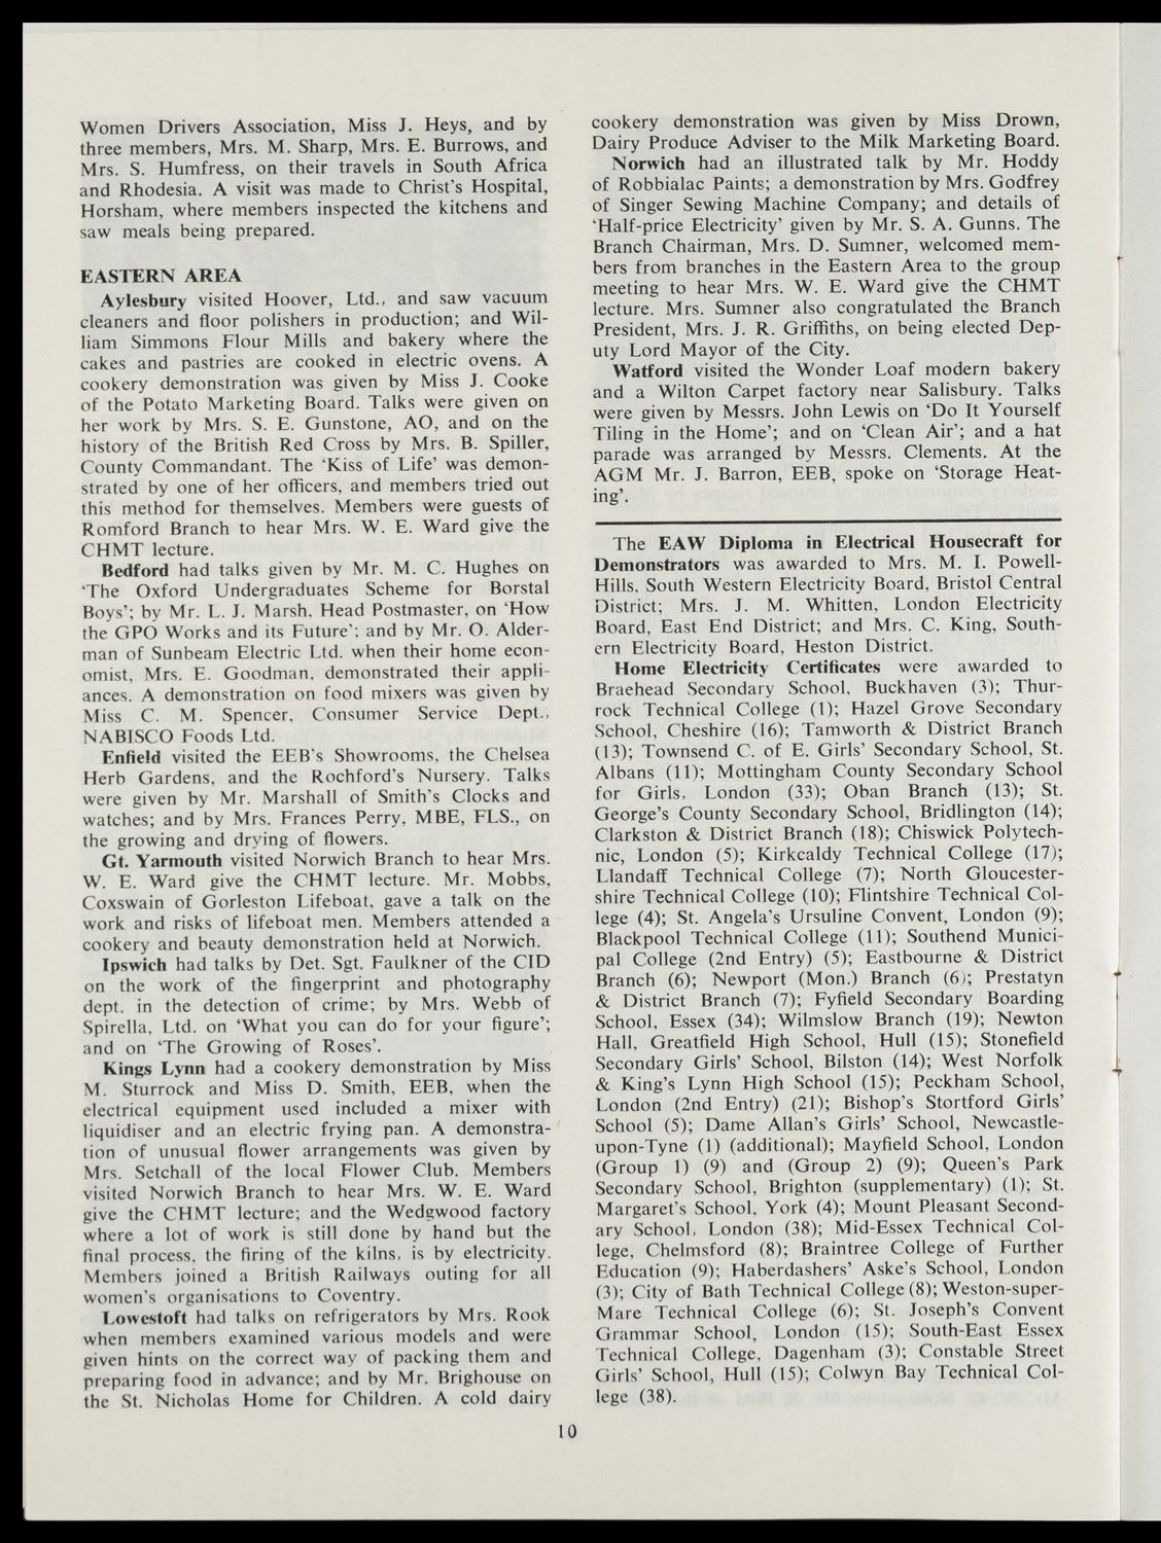 Women Drivers Association, Miss J. Heys, and by
three members, Mrs. M. Sharp, Mrs. E. Burrows, and
Mrs. S. Humfress, on their travels in South Africa
and Rhodesia. A visit was made to Christ's Hospital,
Horsham, where members inspected the kitchens and
saw meals being prepared.
EASTERN AREA
Aylesbury visited Hoover, Ltd., and saw vacuum
cleaners and floor polishers in production; and Wil-
liam Simmons Flour Mills and bakery where the
cakes and pastries are cooked in electric ovens. A
cookery demonstration was given by Miss J. Cooke
of the Potato Marketing Board. Talks were given on
her work by Mrs. S. E. Gunstone, AO, and on the
history of the British Red Cross by Mrs. B. Spiller,
County Commandant. The 'Kiss of Life' was demon-
strated by one of her officers, and members tried out
this method for themselves. Members were guests of
Romford Branch to hear Mrs. W. E. Ward give the
CHMT lecture.
Bedford had talks given by Mr. M. C. Hughes on
'The Oxford Undergraduates Scheme for Borstal
Boys'; by Mr. L. J. Marsh, Head Postmaster, on 'How
the GPO Works and its Future'; and by Mr. O. Alder-
man of Sunbeam Electric Ltd. when their home econ-
omist, Mrs. E. Goodman, demonstrated their appli-
ances. A demonstration on food mixers was given by
Miss C. M. Spencer, Consumer Service Dept.,
NABISCO Foods Ltd.
Enfield visited the EEB's Showrooms, the Chelsea
Herb Gardens, and the Rochford's Nursery. Talks
were given by Mr. Marshall of Smith's Clocks and
watches; and by Mrs. Frances Perry, MBE, FLS., on
the growing and drying of flowers.
Gt. Yarmouth visited Norwich Branch to hear Mrs.
W. E. Ward give the CHMT lecture. Mr. Mobbs,
Coxswain of Gorleston Lifeboat, gave a talk on the
work and risks of lifeboat men. Members attended a
cookery and beauty demonstration held at Norwich.
Ipswich had talks by Det. Sgt. Faulkner of the CID
on the work of the fingerprint and photography
dept. in the detection of crime; by Mrs. Webb of
Spirella, Ltd. on 'What you can do for your figure';
and on 'The Growing of Roses'.
Kings Lynn had a cookery demonstration by Miss
M. Sturrock and Miss D. Smith, EEB, when the
electrical equipment used included a mixer with
liquidiser and an electric frying pan. A demonstra-
tion of unusual flower arrangements was given by
Mrs. Setchall of the local Flower Club. Members
visited Norwich Branch to hear Mrs. W. E. Ward
give the CHMT lecture; and the Wedgwood factory
where a lot of work is still done by hand but the
final process, the firing of the kilns, is by electricity.
Members joined a British Railways outing for all
women's organisations to Coventry.
Lowestoft had talks on refrigerators by Mrs. Rook
when members examined various models and were
given hints on the correct way of packing them and
preparing food in advance; and by Mr. Brighouse on
the St. Nicholas Home for Children. A cold dairy
cookery demonstration was given by Miss Drown,
Dairy Produce Adviser to the Milk Marketing Board.
Norwich had an illustrated talk by Mr. Hoddy
of Robbialac Paints; a demonstration by Mrs. Godfrey
of Singer Sewing Machine Company; and details of
'Half-price Electricity' given by Mr. S. A. Gunns. The
Branch Chairman, Mrs. D. Sumner, welcomed mem-
bers from branches in the Eastern Area to the group
meeting to hear Mrs. W. E. Ward give the CHMT
lecture. Mrs. Sumner also congratulated the Branch
President, Mrs. J. R. Griffiths, on being elected Dep-
uty Lord Mayor of the City.
Watford visited the Wonder Loaf modern bakery
and a Wilton Carpet factory near Salisbury. Talks
were given by Messrs. John Lewis on 'Do It Yourself
Tiling in the Home'; and on 'Clean Air'; and a hat
parade was arranged by Messrs. Clements. At the
AGM Mr. J. Barron, EEB, spoke on 'Storage Heat-
ing'.
The EAW Diploma in Electrical Housecraft for
Demonstrators was awarded to Mrs. M. I. Powell-
Hills, South Western Electricity Board, Bristol Central
District; Mrs. J. M. Whitten, London Electricity
Board, East End District; and Mrs. C. King, South-
ern Electricity Board, Heston District.
Home Electricity Certificates were awarded to
Braehead Secondary School, Buckhaven (3); Thur-
rock Technical College (1); Hazel Grove Secondary
School, Cheshire (16); Tamworth & District Branch
(13); Townsend C. of E. Girls' Secondary School, St.
Albans (11); Mottingham County Secondary School
for Girls, London (33); Oban Branch (13); St.
George's County Secondary School, Bridlington (14);
Clarkston & District Branch (18); Chiswick Polytech-
nic, London (5); Kirkcaldy Technical College (17);
Llandaff Technical College (7); North Gloucester-
shire Technical College (10); Flintshire Technical Col-
lege (4); St. Angela's Ursuline Convent, London (9);
Blackpool Technical College (11); Southend Munici-
pal College (2nd Entry) (5); Eastbourne & District
Branch (6); Newport (Mon.) Branch (6); Prestatyn
& District Branch (7); Fyfield Secondary Boarding
School, Essex (34); Wilmslow Branch (19); Newton
Hall, Greatfield High School, Hull (15); Stonefield
Secondary Girls' School, Bilston (14); West Norfolk
& King's Lynn High School (15); Peckham School,
London (2nd Entry) (21); Bishop's Stortford Girls'
School (5); Dame Allan's Girls' School, Newcastle-
upon-Tyne (1) (additional); Mayfield School, London
(Group 1) (9) and (Group 2) (9); Queen's Park
Secondary School, Brighton (supplementary) (1); St.
Margaret's School, York (4); Mount Pleasant Second-
ary School, London (38); Mid-Essex Technical Col-
lege, Chelmsford (8); Braintree College of Further
Education (9); Haberdashers' Aske's School, London
(3); City of Bath Technical College (8); Weston-super-
Mare Technical College (6); St. Joseph's Convent
Grammar School, London (15); South-East Essex
Technical College, Dagenham (3); Constable Street
Girls' School, Hull (15); Colwyn Bay Technical Col-
lege (38).
10